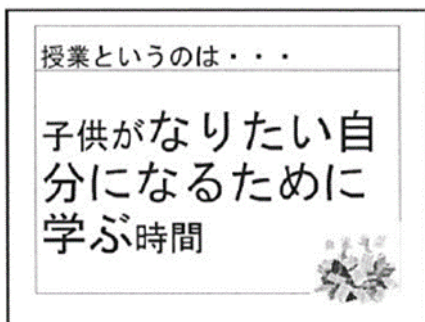 授業というのは・・・
子供がなりたい自
分になるために
学ぶ時間